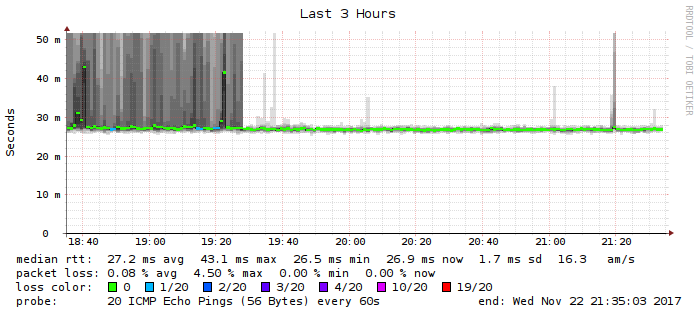 Last 3 Hours
RRDTOOL / TOBI OETIKER
Seconds
50 m
40 m
30 m
20 m
10 m
0
18:40 19:00 19:20 19:40 20:00 20:20 20:40 21:00 21:20
median rtt: 27.2 ms avg 43.1 ms max 26.5 ms min 26.9 ms now 1.7 ms sd 16.3 am/s
packet loss: 0.08 % avg 4.50 % max 0.00 % min 0.00 % now
loss color: 0 1/20 2/20 3/20 4/20 10/20 19/20
probe: 20 ICMP Echo Pings (56 Bytes) every 60s end: Wed Nov 22 21:35:03 2017